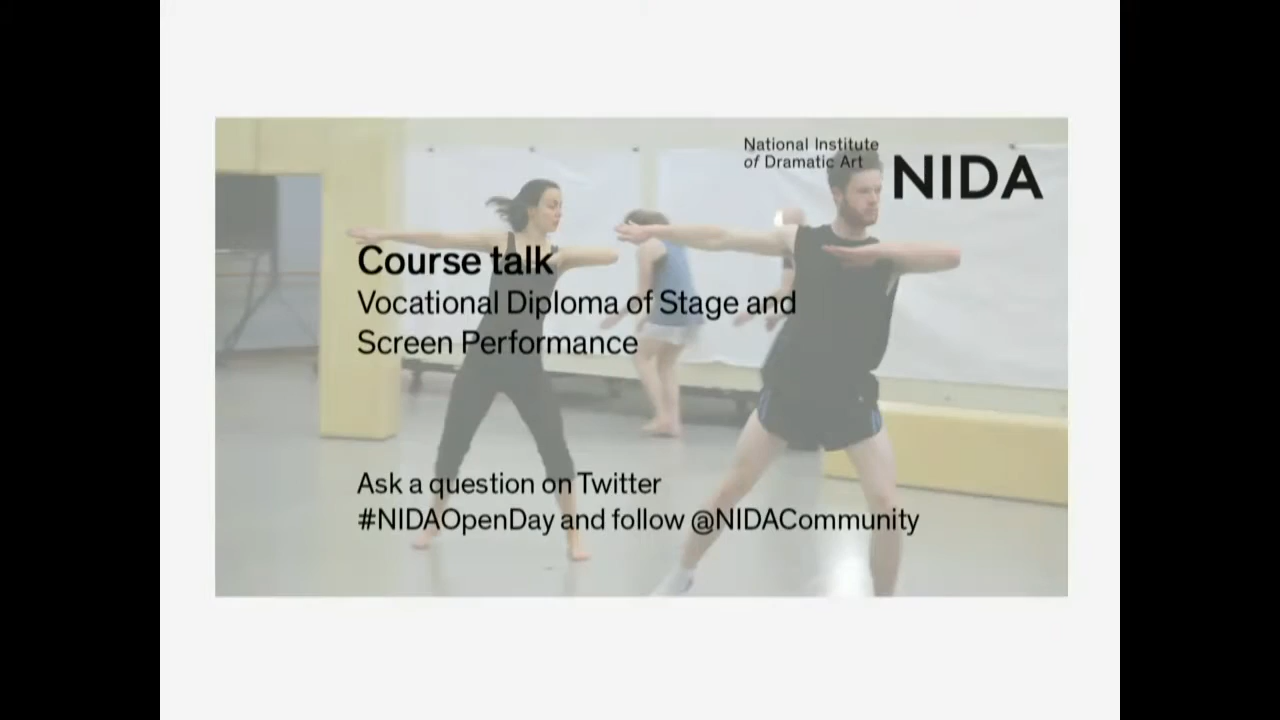 National Institute
of Dramatic Art
NIDA
Course talk
Vocational Diploma of Stage and
Screen Performance
Ask a question on Twitter
#NIDAOpenDay and follow @NIDACommunity